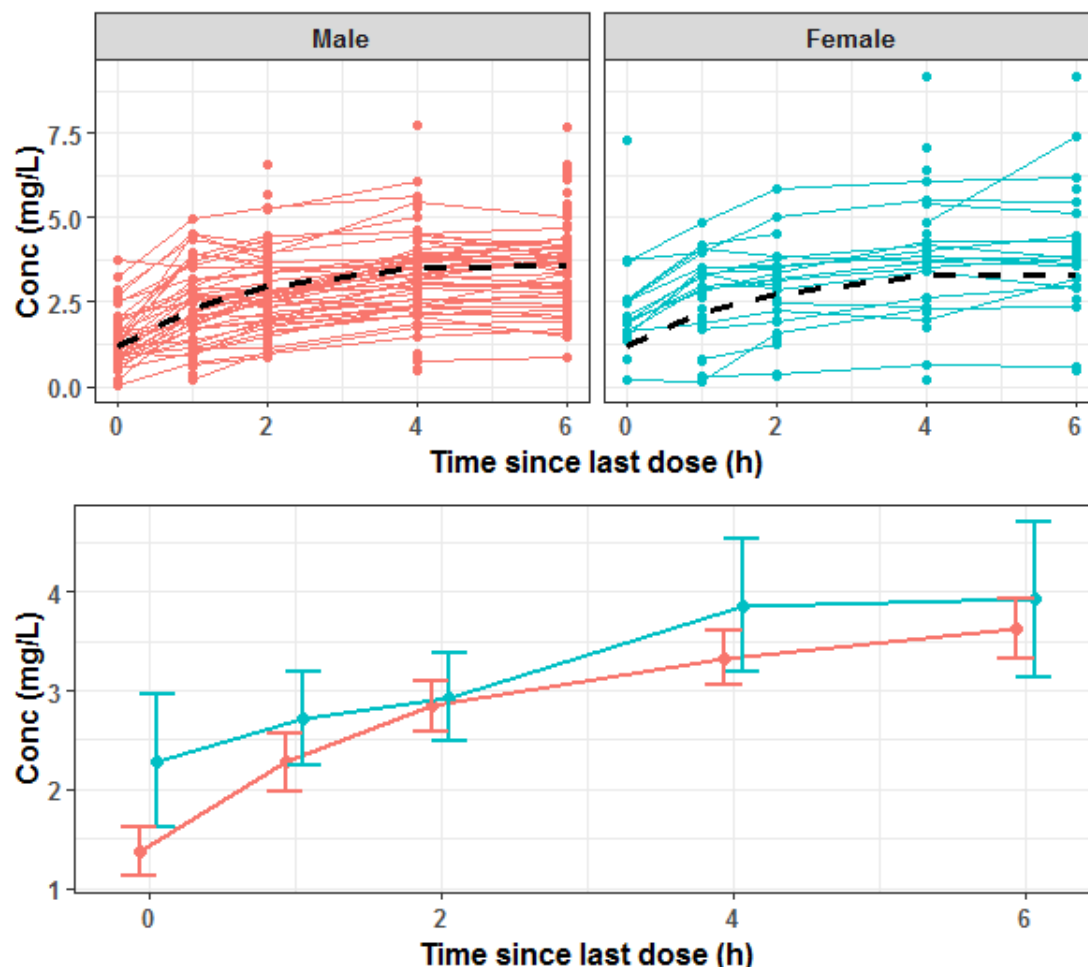 Male Female
Conc (mg/L)
7.5
5.0
2.5
0.0
0 2 4 6 0 2 4 6
Time since last dose (h)
Conc (mg/L)
4
3
2
1
0 2 4 6
Time since last dose (h)